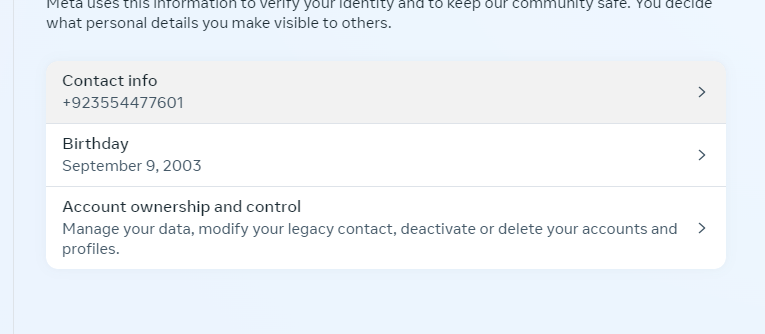 Meta uses this information to verify your identity and to keep our community safe. You decide
what personal details you make visible to others.
Contact info
+923554477601
Birthday
September 9, 2003
Account ownership and control
Manage your data, modify your legacy contact, deactivate or delete your accounts and
profiles.